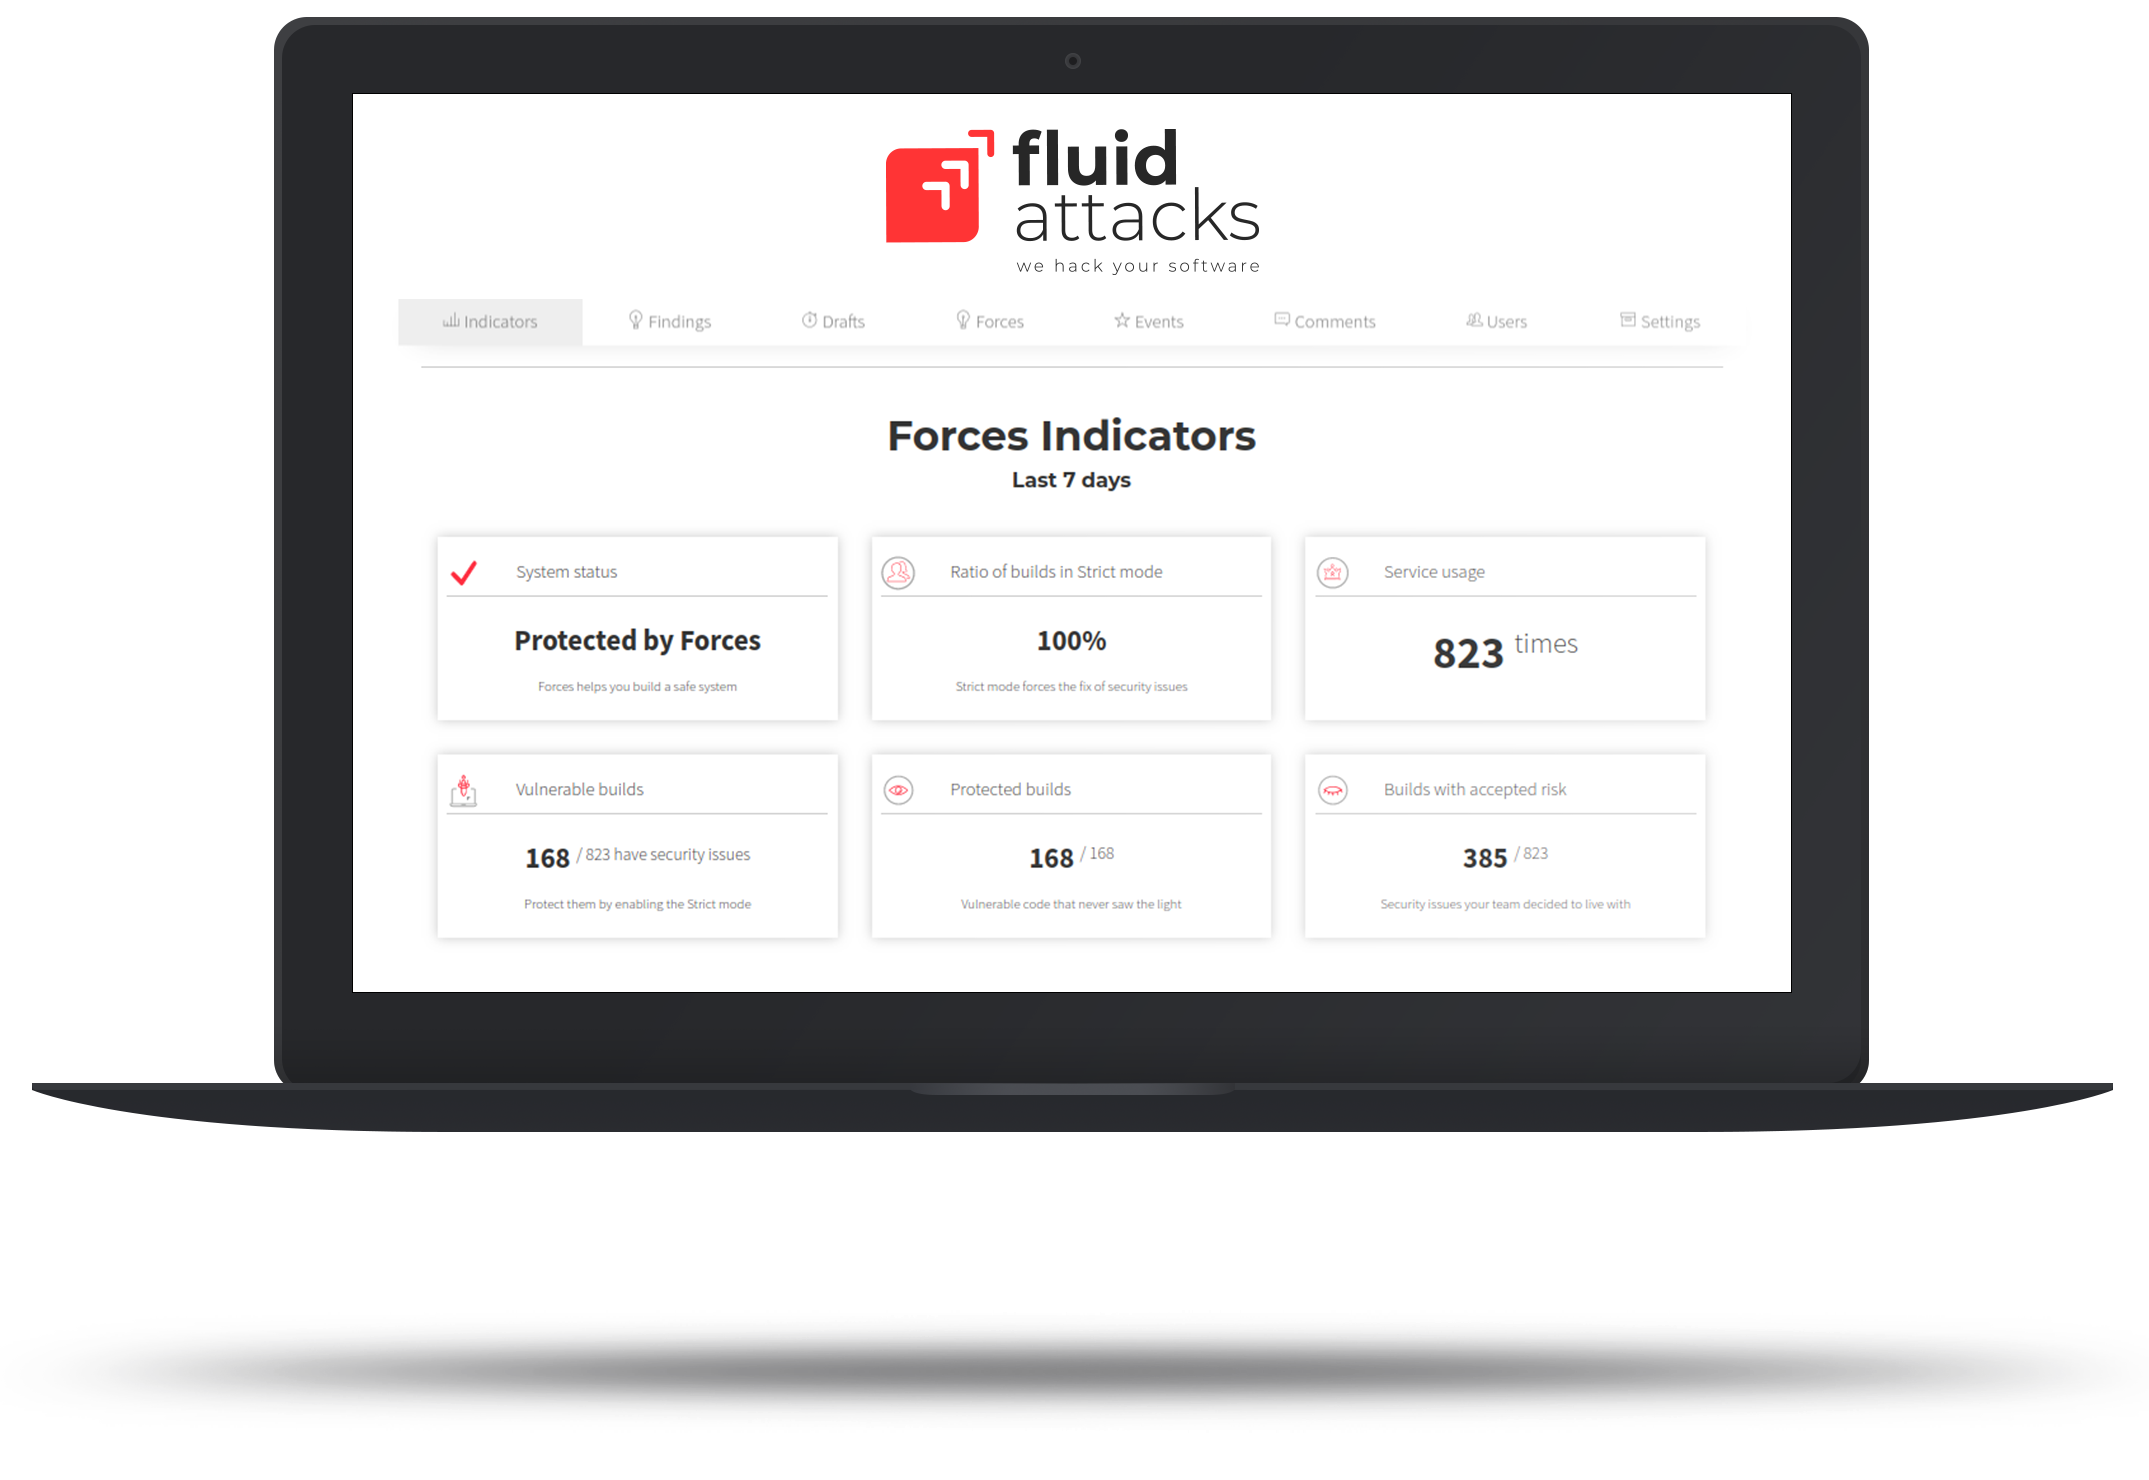 fluid
attacks
we hack your software
Indicators Findings Drafts Forces Events Comments Users Settings
Forces Indicators
Last 7 days
System status
Protected by Forces
Forces helps you build a safe system
Ratio of builds in Strict mode
100%
Strict mode forces the fix of security issues
Service usage
823 times
Vulnerable builds
168 / 823 have security issues
Protect them by enabling the Strict mode
Protected builds
168 / 168
Vulnerable code that never saw the light
Builds with accepted risk
385 / 823
Security issues your team decided to live with